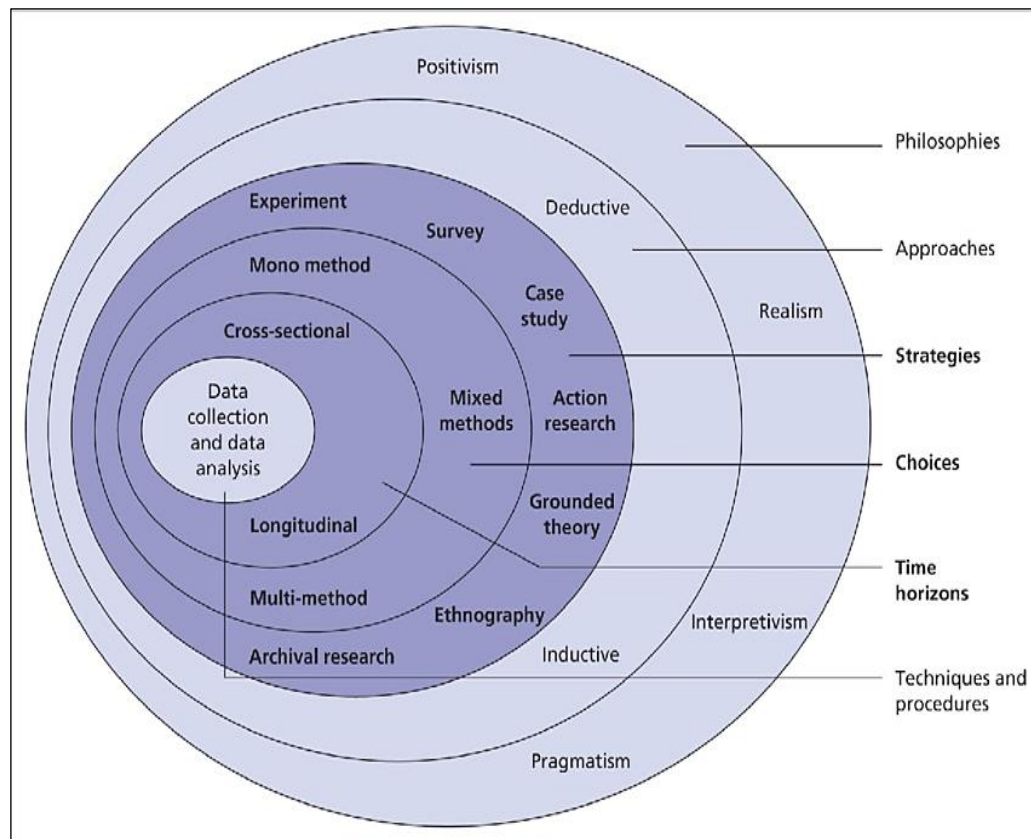 Positivism
Philosophies
Experiment
Deductive
Survey
Approaches
Mono method
Case
study
Realism
Cross-sectional
Strategies
Data
collection
and data
analysis
Mixed
methods
Action
research
Choices
Grounded
theory
Longitudinal
Time
horizons
Multi-method
Ethnography
Interpretivism
Archival research
Inductive
Techniques and
procedures
Pragmatism